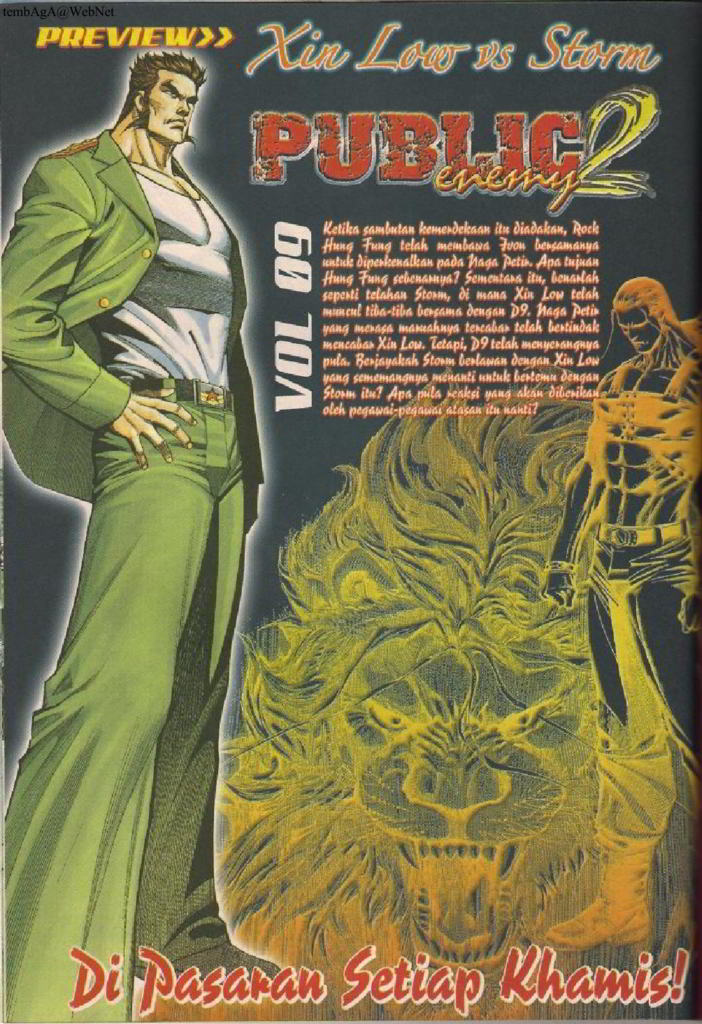 tembAgA@WebNet
PREVIEW>>
Xin Low vs Storm
PUBLIC
enemy 2
VOL 09
Ketika sambutan kemerdekaan itu diadakan, Rock
Hung Fung telah membawa Fvon bersamanya
untuk diperkenalkan pada Naga Petir. Apa tujuan
Hung Fung sebenarnya? Sementara itu, benarlah
seperti telahan Storm, di mana Xin Low telah
muncul tiba-tiba bersama dengan D9. Naga Petir
yang merasa maruahnya tercabar telah bertindak
mencabar Xin Low. Tetapi, D9 telah menyerangnya
pula. Berjayakah Storm berlawan dengan Xin Low
yang sememangnya menanti untuk bertemu dengan
Storm itu? Apa pula reaksi yang akan diberikan
oleh pegawai-pegawai atasan itu nanti?
Di Pasaran Setiap Khamis!